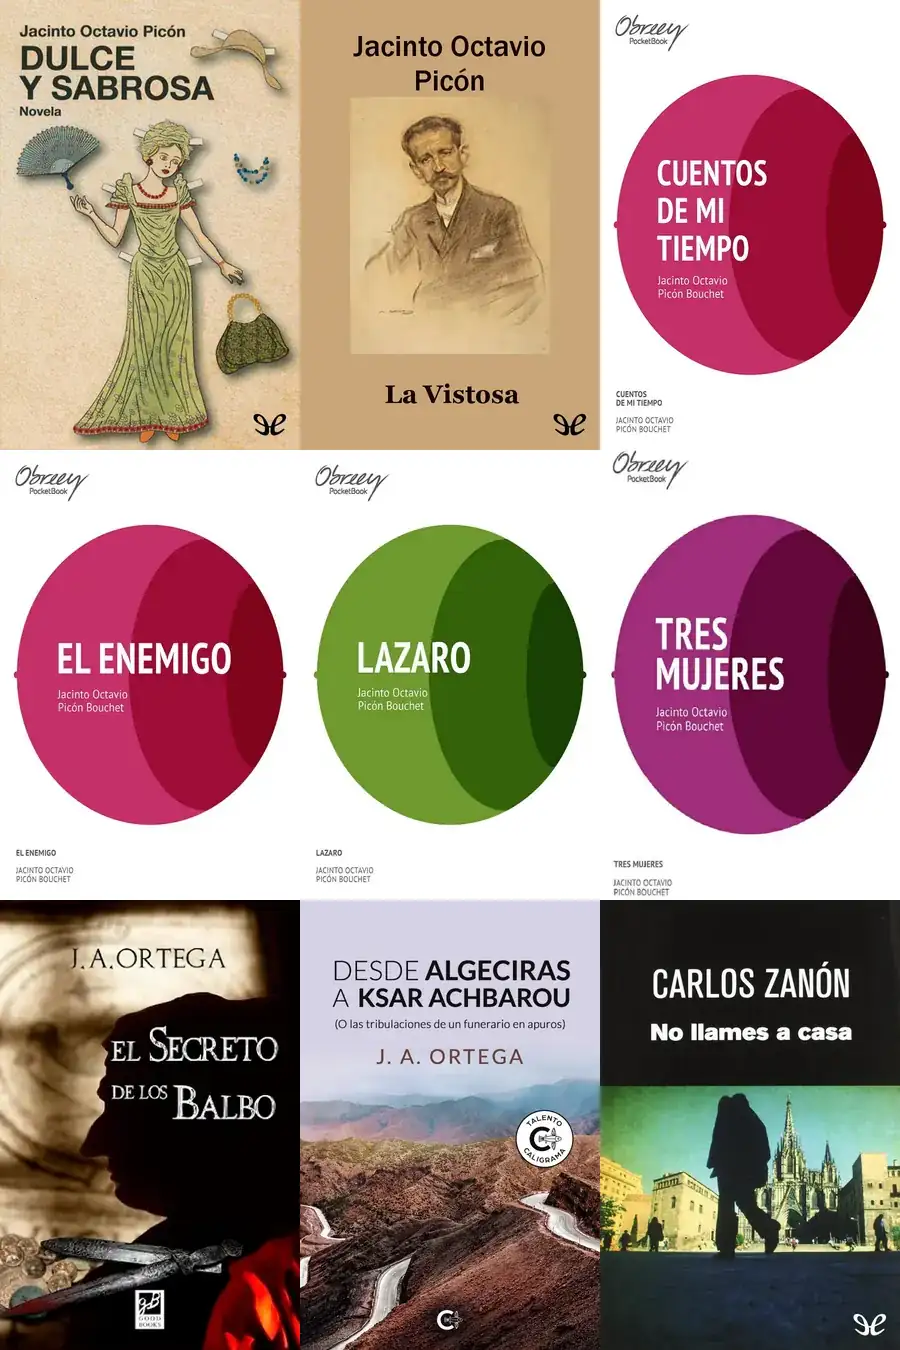 Jacinto Octavio Picón
DULCE
Y SABROSA
Novela
Jacinto Octavio
Picón
La Vistosa
Obreey
PocketBook
CUENTOS
DE MI
TIEMPO
Jacinto Octavio
Picón Bouchet
CUENTOS
DE MI TIEMPO
JACINTO OCTAVIO
PICÓN BOUCHET
Obreey
PocketBook
EL ENEMIGO
Jacinto Octavio
Picón Bouchet
EL ENEMIGO
JACINTO OCTAVIO
PICÓN BOUCHET
Obreey
PocketBook
LAZARO
Jacinto Octavio
Picón Bouchet
LAZARO
JACINTO OCTAVIO
PICÓN BOUCHET
Obreey
PocketBook
TRES
MUJERES
Jacinto Octavio
Picón Bouchet
TRES MUJERES
JACINTO OCTAVIO
PICÓN BOUCHET
J.A.ORTEGA
EL SECRETO
DE LOS BALBO
GOOD
BOOKS
DESDE ALGECIRAS
A KSAR ACHBAROU
(O las tribulaciones de un funerario en apuros)
J. A. ORTEGA
TALENTO
CALIGRAMA
CARLOS ZANÓN
No llames a casa